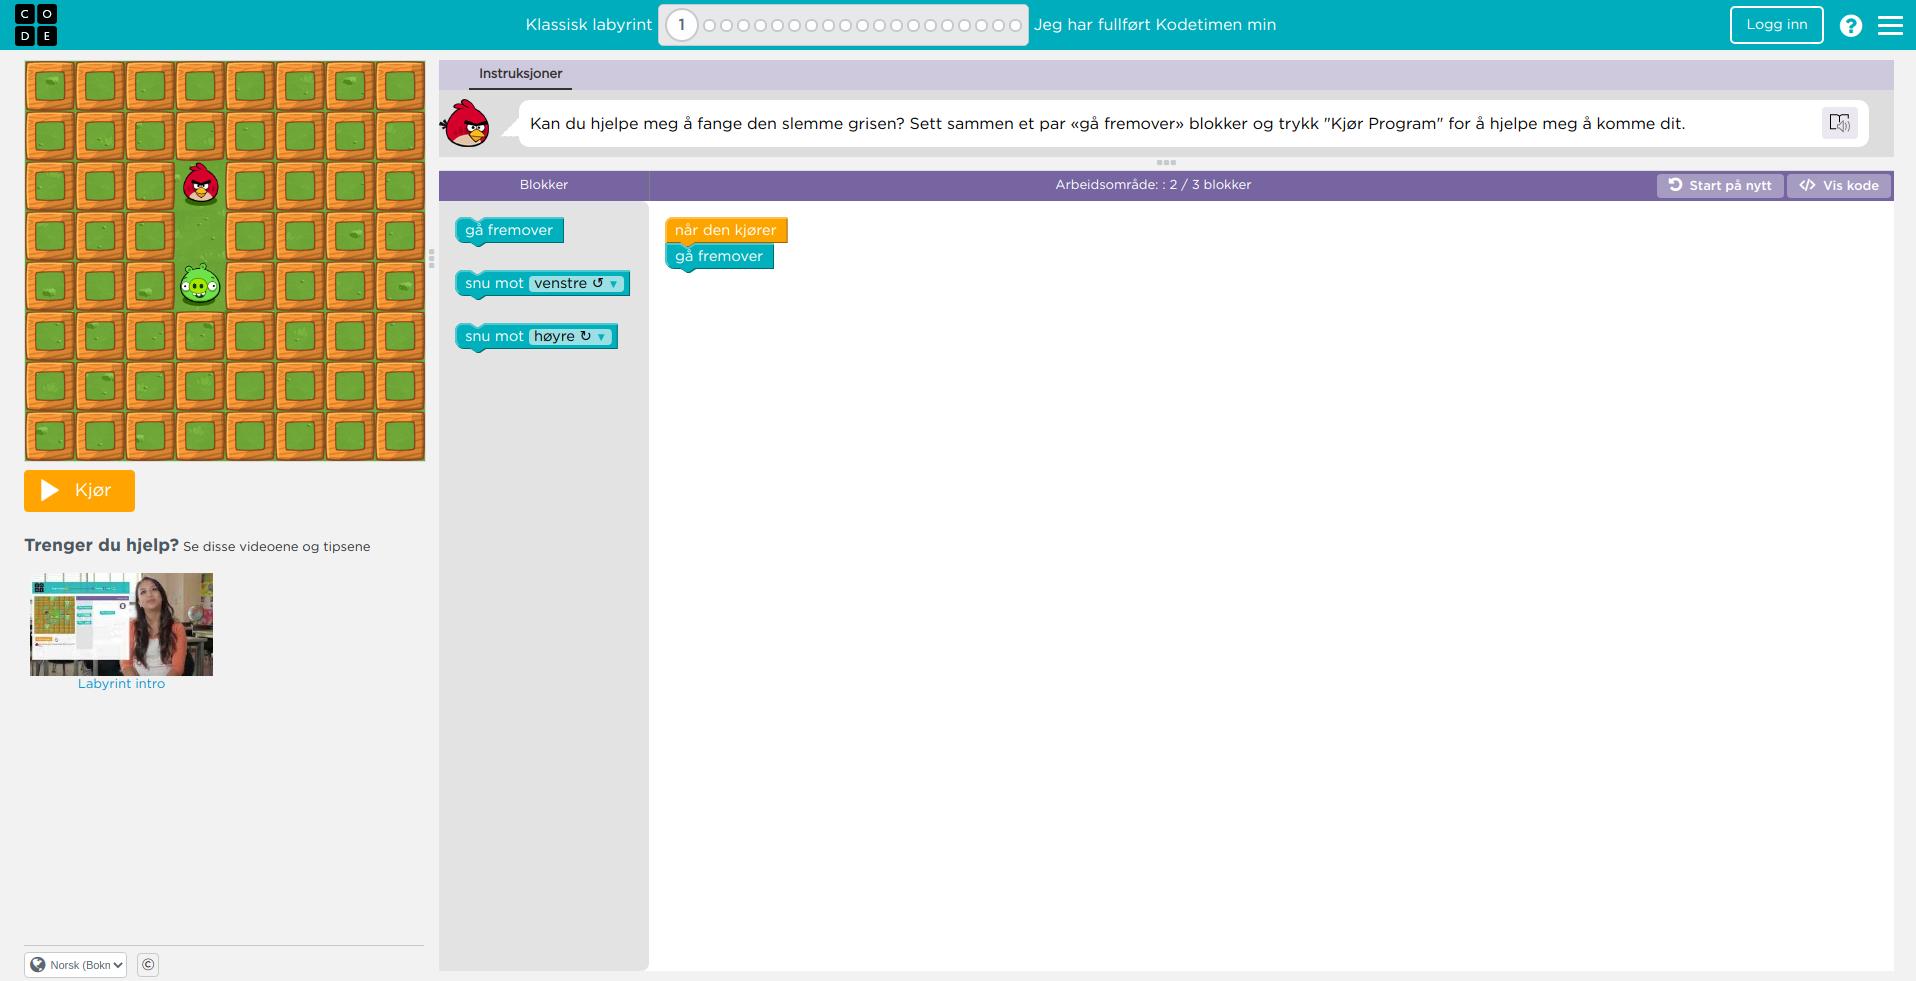 CODE
Klassisk labyrint
1
Jeg har fullført Kodetimen min
Logg inn
?
Instruksjoner
Kan du hjelpe meg å fange den slemme grisen? Sett sammen et par «gå fremover» blokker og trykk "Kjør Program" for å hjelpe meg å komme dit.
Blokker
Arbeidsområde: : 2 / 3 blokker
Start på nytt
</> Vis kode
gå fremover
snu mot venstre ↺ ▼
snu mot høyre ↻ ▼
når den kjører
gå fremover
Kjør
Trenger du hjelp? Se disse videoene og tipsene
Labyrint intro
Norsk (Bokn
©